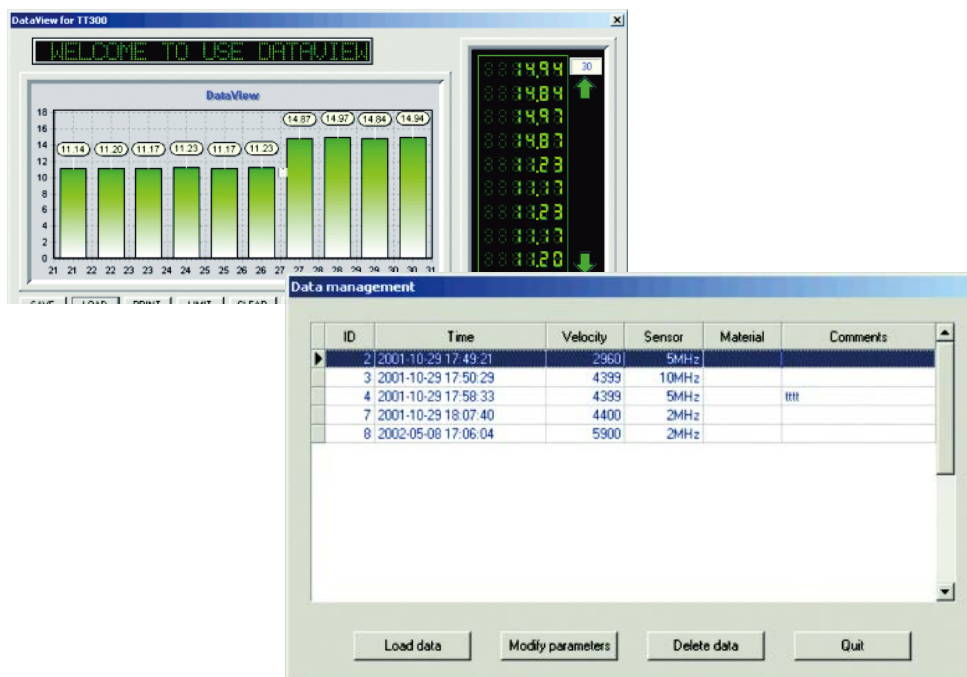 DataView for TT300
WELCOME TO USE DATAVIEW
DataView
18
16
14
12
10
8
6
4
2
0
11.14 11.20 11.17 11.23 11.17 11.23 14.87 14.97 14.84 14.94
21 21 22 22 23 23 24 24 25 25 26 26 27 27 28 28 29 29 30 30 31
14.94
14.84
14.97
14.87
11.23
11.17
11.23
11.17
11.20
30
SAVE LOAD PRINT LIMIT CLEAR
Data management
ID Time Velocity Sensor Material Comments
2 2001-10-29 17:49:21 2960 5MHz
3 2001-10-29 17:50:29 4399 10MHz
4 2001-10-29 17:58:33 4399 5MHz tttt
7 2001-10-29 18:07:40 4400 2MHz
8 2002-05-08 17:06:04 5900 2MHz
Load data Modify parameters Delete data Quit